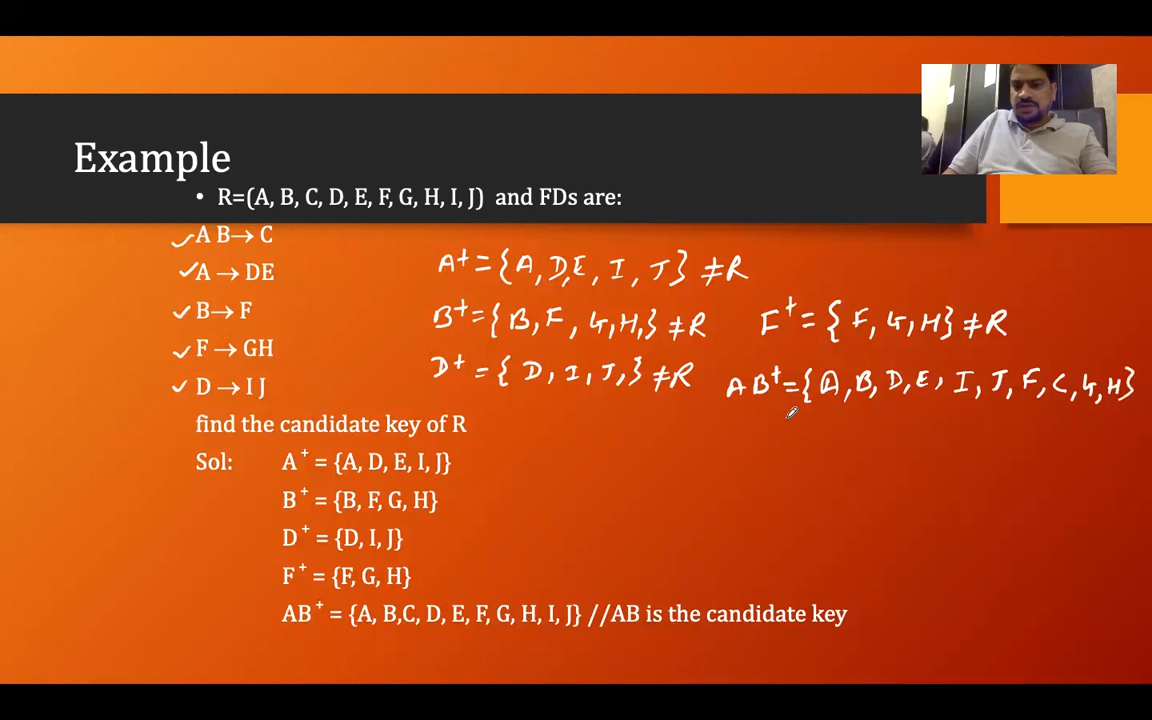 Example
• R=(A, B, C, D, E, F, G, H, I, J) and FDs are:
A B→ C
A → DE
B→ F
F → GH
D → I J
A+ = {A, D,E, I, J} ≠R
B+ = {B, F, G,H,} ≠R
D+ = {D, I, J,} ≠R
F+ = {F, G, H} ≠R
AB+={A,B,D,E, I, J, F, C, G, H}
find the candidate key of R
Sol: A+ = {A, D, E, I, J}
B+ = {B, F, G, H}
D+ = {D, I, J}
F+ = {F, G, H}
AB+ = {A, B,C, D, E, F, G, H, I, J} //AB is the candidate key